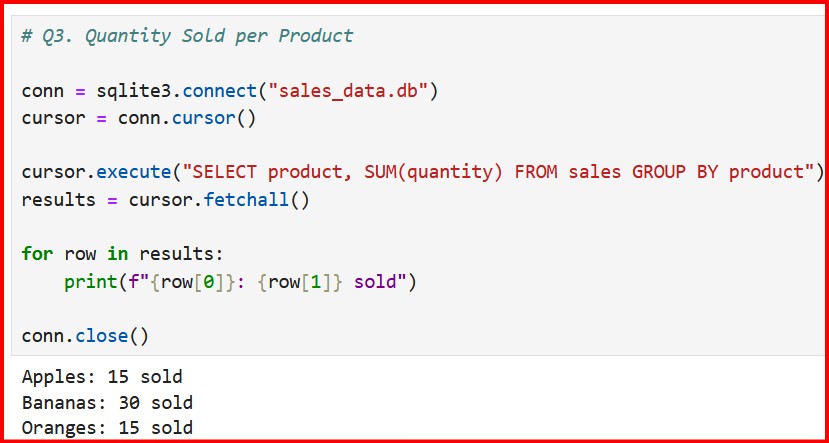 # Q3. Quantity Sold per Product
conn = sqlite3.connect("sales_data.db")
cursor = conn.cursor()
cursor.execute("SELECT product, SUM(quantity) FROM sales GROUP BY product")
results = cursor.fetchall()
for row in results:
    print(f"{row[0]}: {row[1]} sold")
conn.close()
Apples: 15 sold
Bananas: 30 sold
Oranges: 15 sold